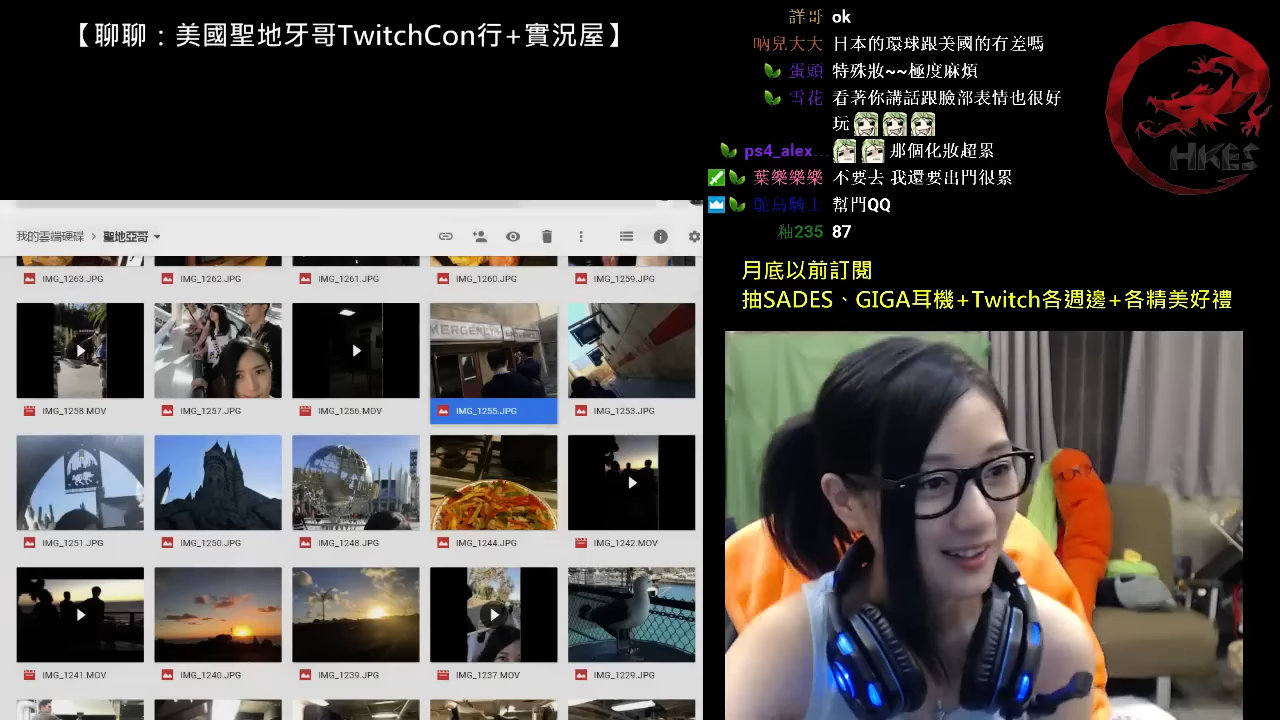 【聊聊：美國聖地牙哥TwitchCon行+實況屋】
詳哥 ok
吶兒大大 日本的環球跟美國的有差嗎
蛋頭 特殊妝~~極度麻煩
雪花 看著你講話跟臉部表情也很好
玩
ps4_alex... 那個化妝超累
葉樂樂樂 不要去 我還要出門很累
鴕鳥騎士 幫鬥QQ
釉235 87
HKES
月底以前訂閱
抽SADES、GIGA耳機+Twitch各週邊+各精美好禮
我的雲端硬碟 > 聖地亞哥
IMG_1263.JPG IMG_1262.JPG IMG_1261.JPG IMG_1260.JPG IMG_1259.JPG
EMERGENCY
IMG_1258.MOV IMG_1257.JPG IMG_1256.MOV IMG_1255.JPG IMG_1253.JPG
IMG_1251.JPG IMG_1250.JPG IMG_1248.JPG IMG_1244.JPG IMG_1242.MOV
IMG_1241.MOV IMG_1240.JPG IMG_1239.JPG IMG_1237.MOV IMG_1229.JPG